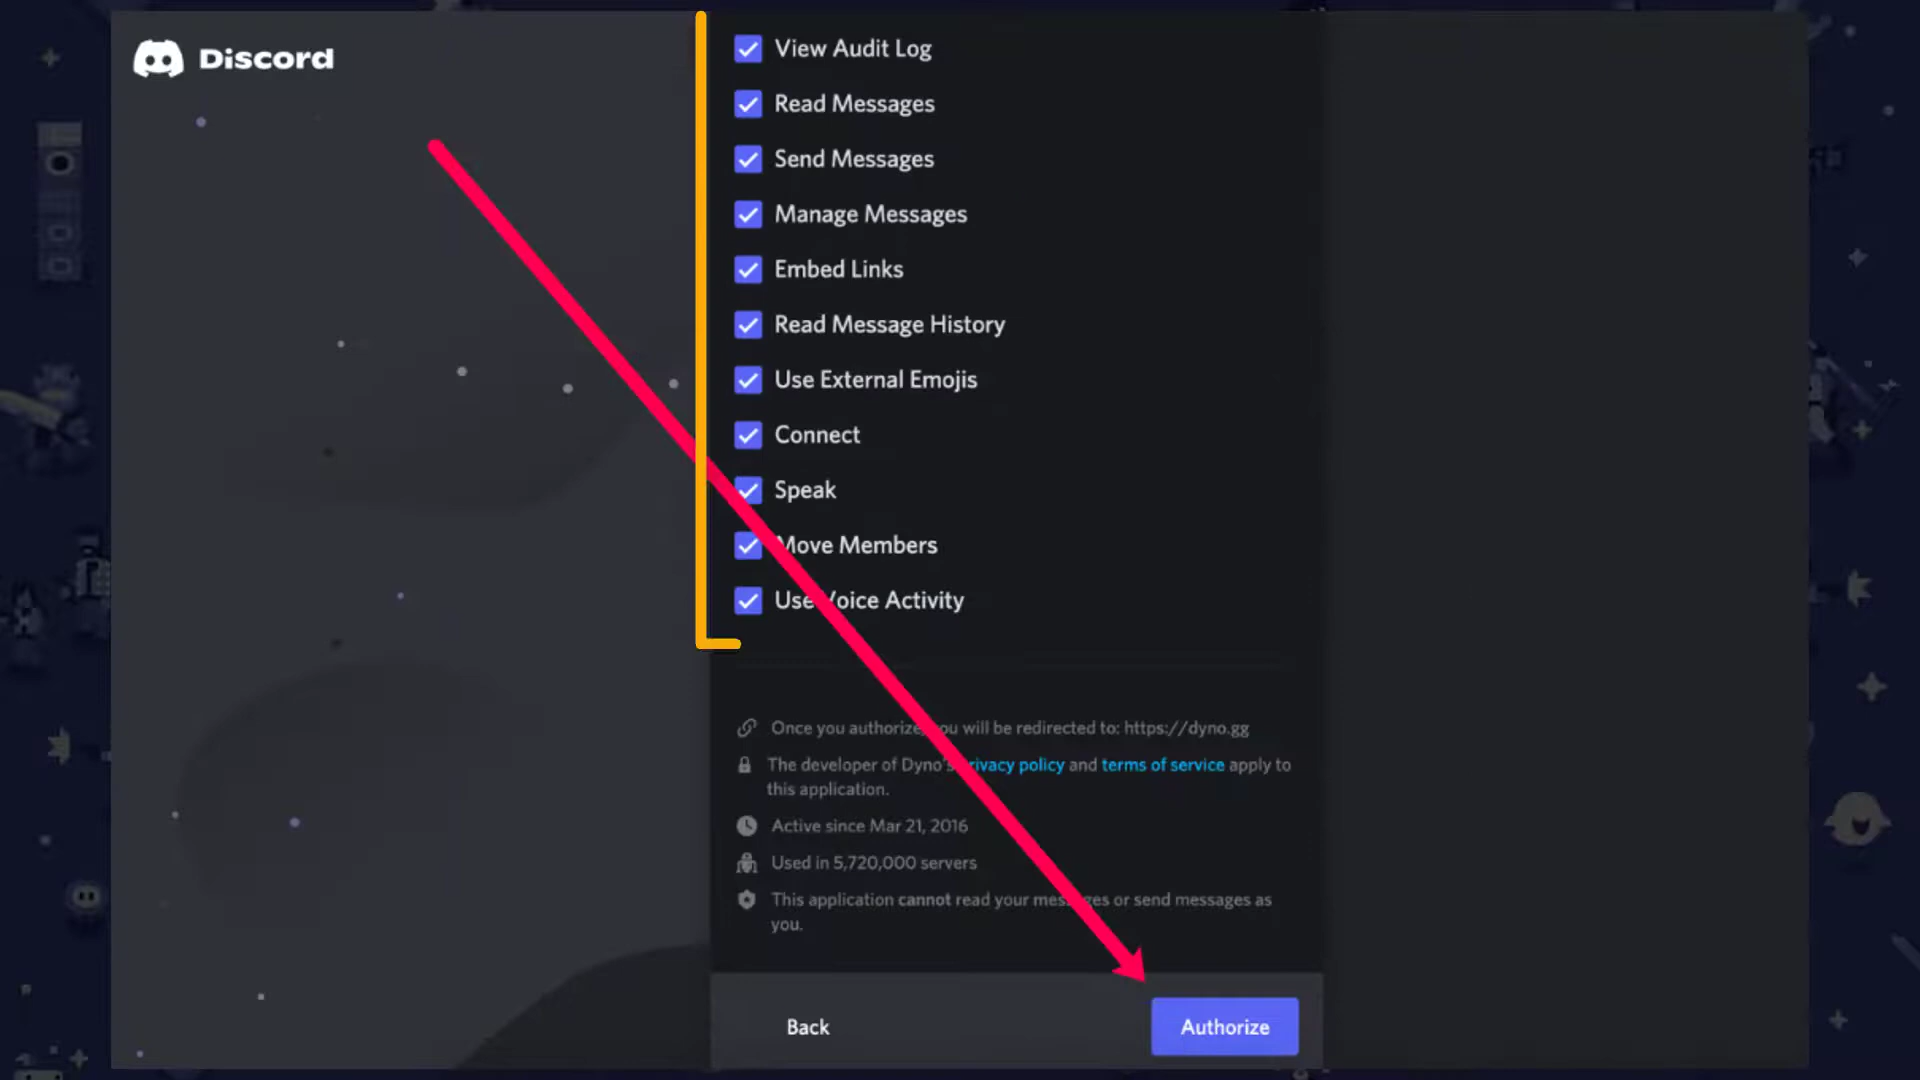 Discord
View Audit Log
Read Messages
Send Messages
Manage Messages
Embed Links
Read Message History
Use External Emojis
Connect
Speak
Move Members
Use Voice Activity
Once you authorize, you will be redirected to: https://dyno.gg
The developer of Dyno's privacy policy and terms of service apply to
this application.
Active since Mar 21, 2016
Used in 5,720,000 servers
This application cannot read your messages or send messages as
you.
Back
Authorize